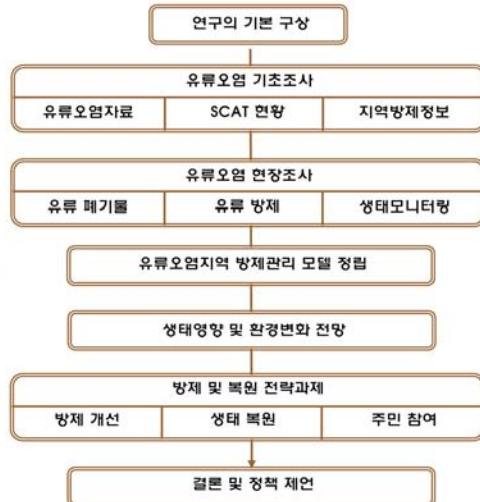 연구의 기본 구상
유류오염 기초조사
유류오염자료 SCAT 현황 지역방제정보
유류오염 현장조사
유류 폐기물 유류 방제 생태모니터링
유류오염지역 방제관리 모델 정립
생태영향 및 환경변화 전망
방제 및 복원 전략과제
방제 개선 생태 복원 주민 참여
결론 및 정책 제언